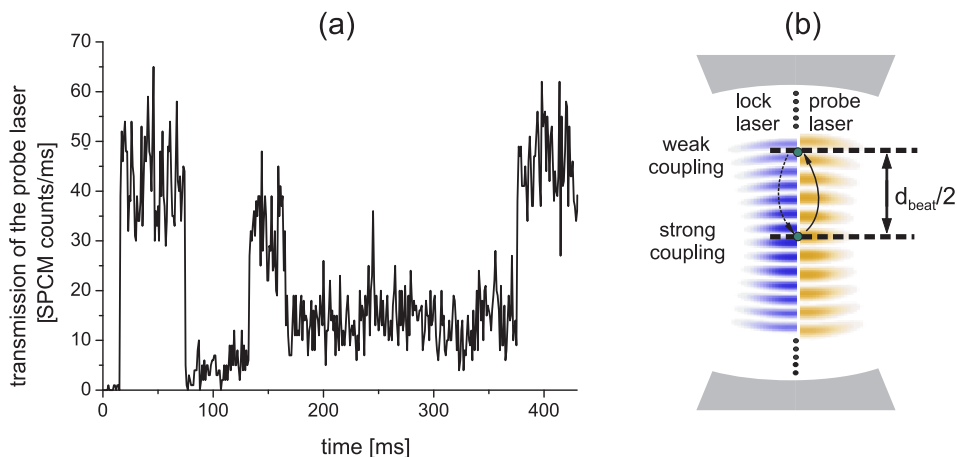 (a)
transmission of the probe laser
[SPCM counts/ms]
70
60
50
40
30
20
10
0
0
100
200
300
400
time [ms]
(b)
lock
laser
probe
laser
weak
coupling
strong
coupling
d_beat/2